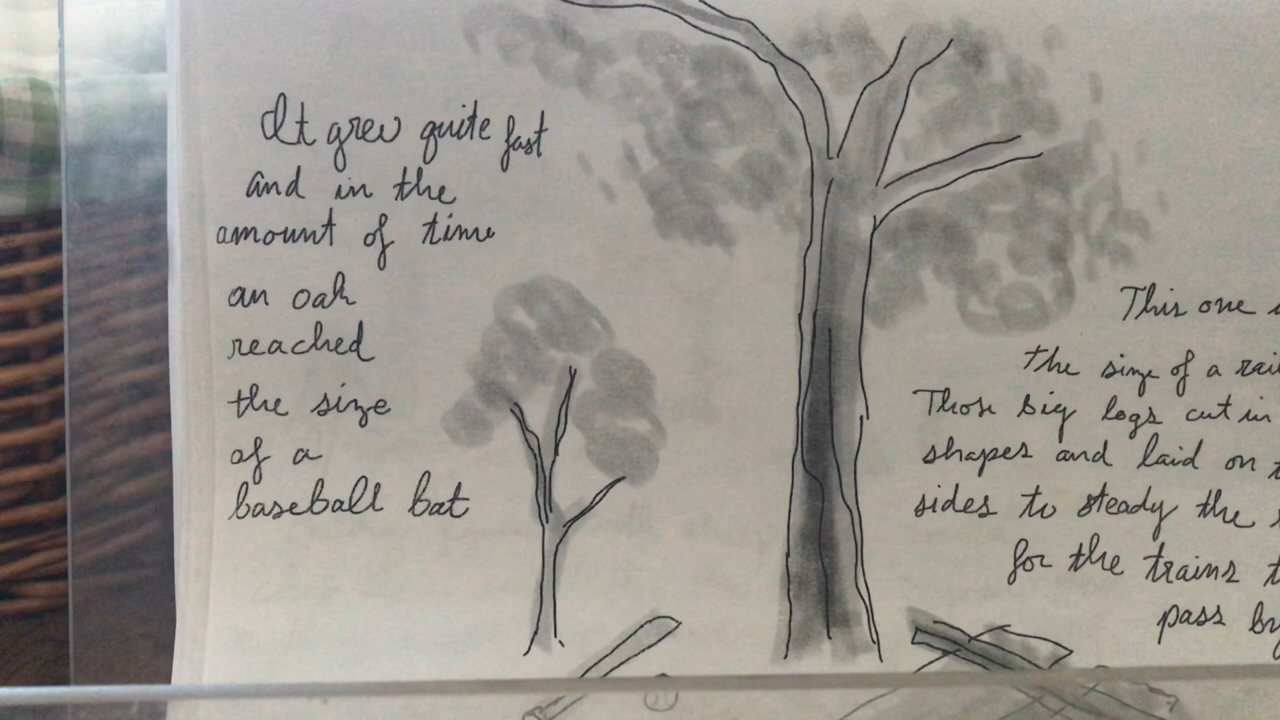 It grew quite fast
and in the
amount of time
an oak
reached
the size
of a
baseball bat
This one
the size of a
Those big logs cut in
shapes and laid on
sides to steady the
for the trains
pass by